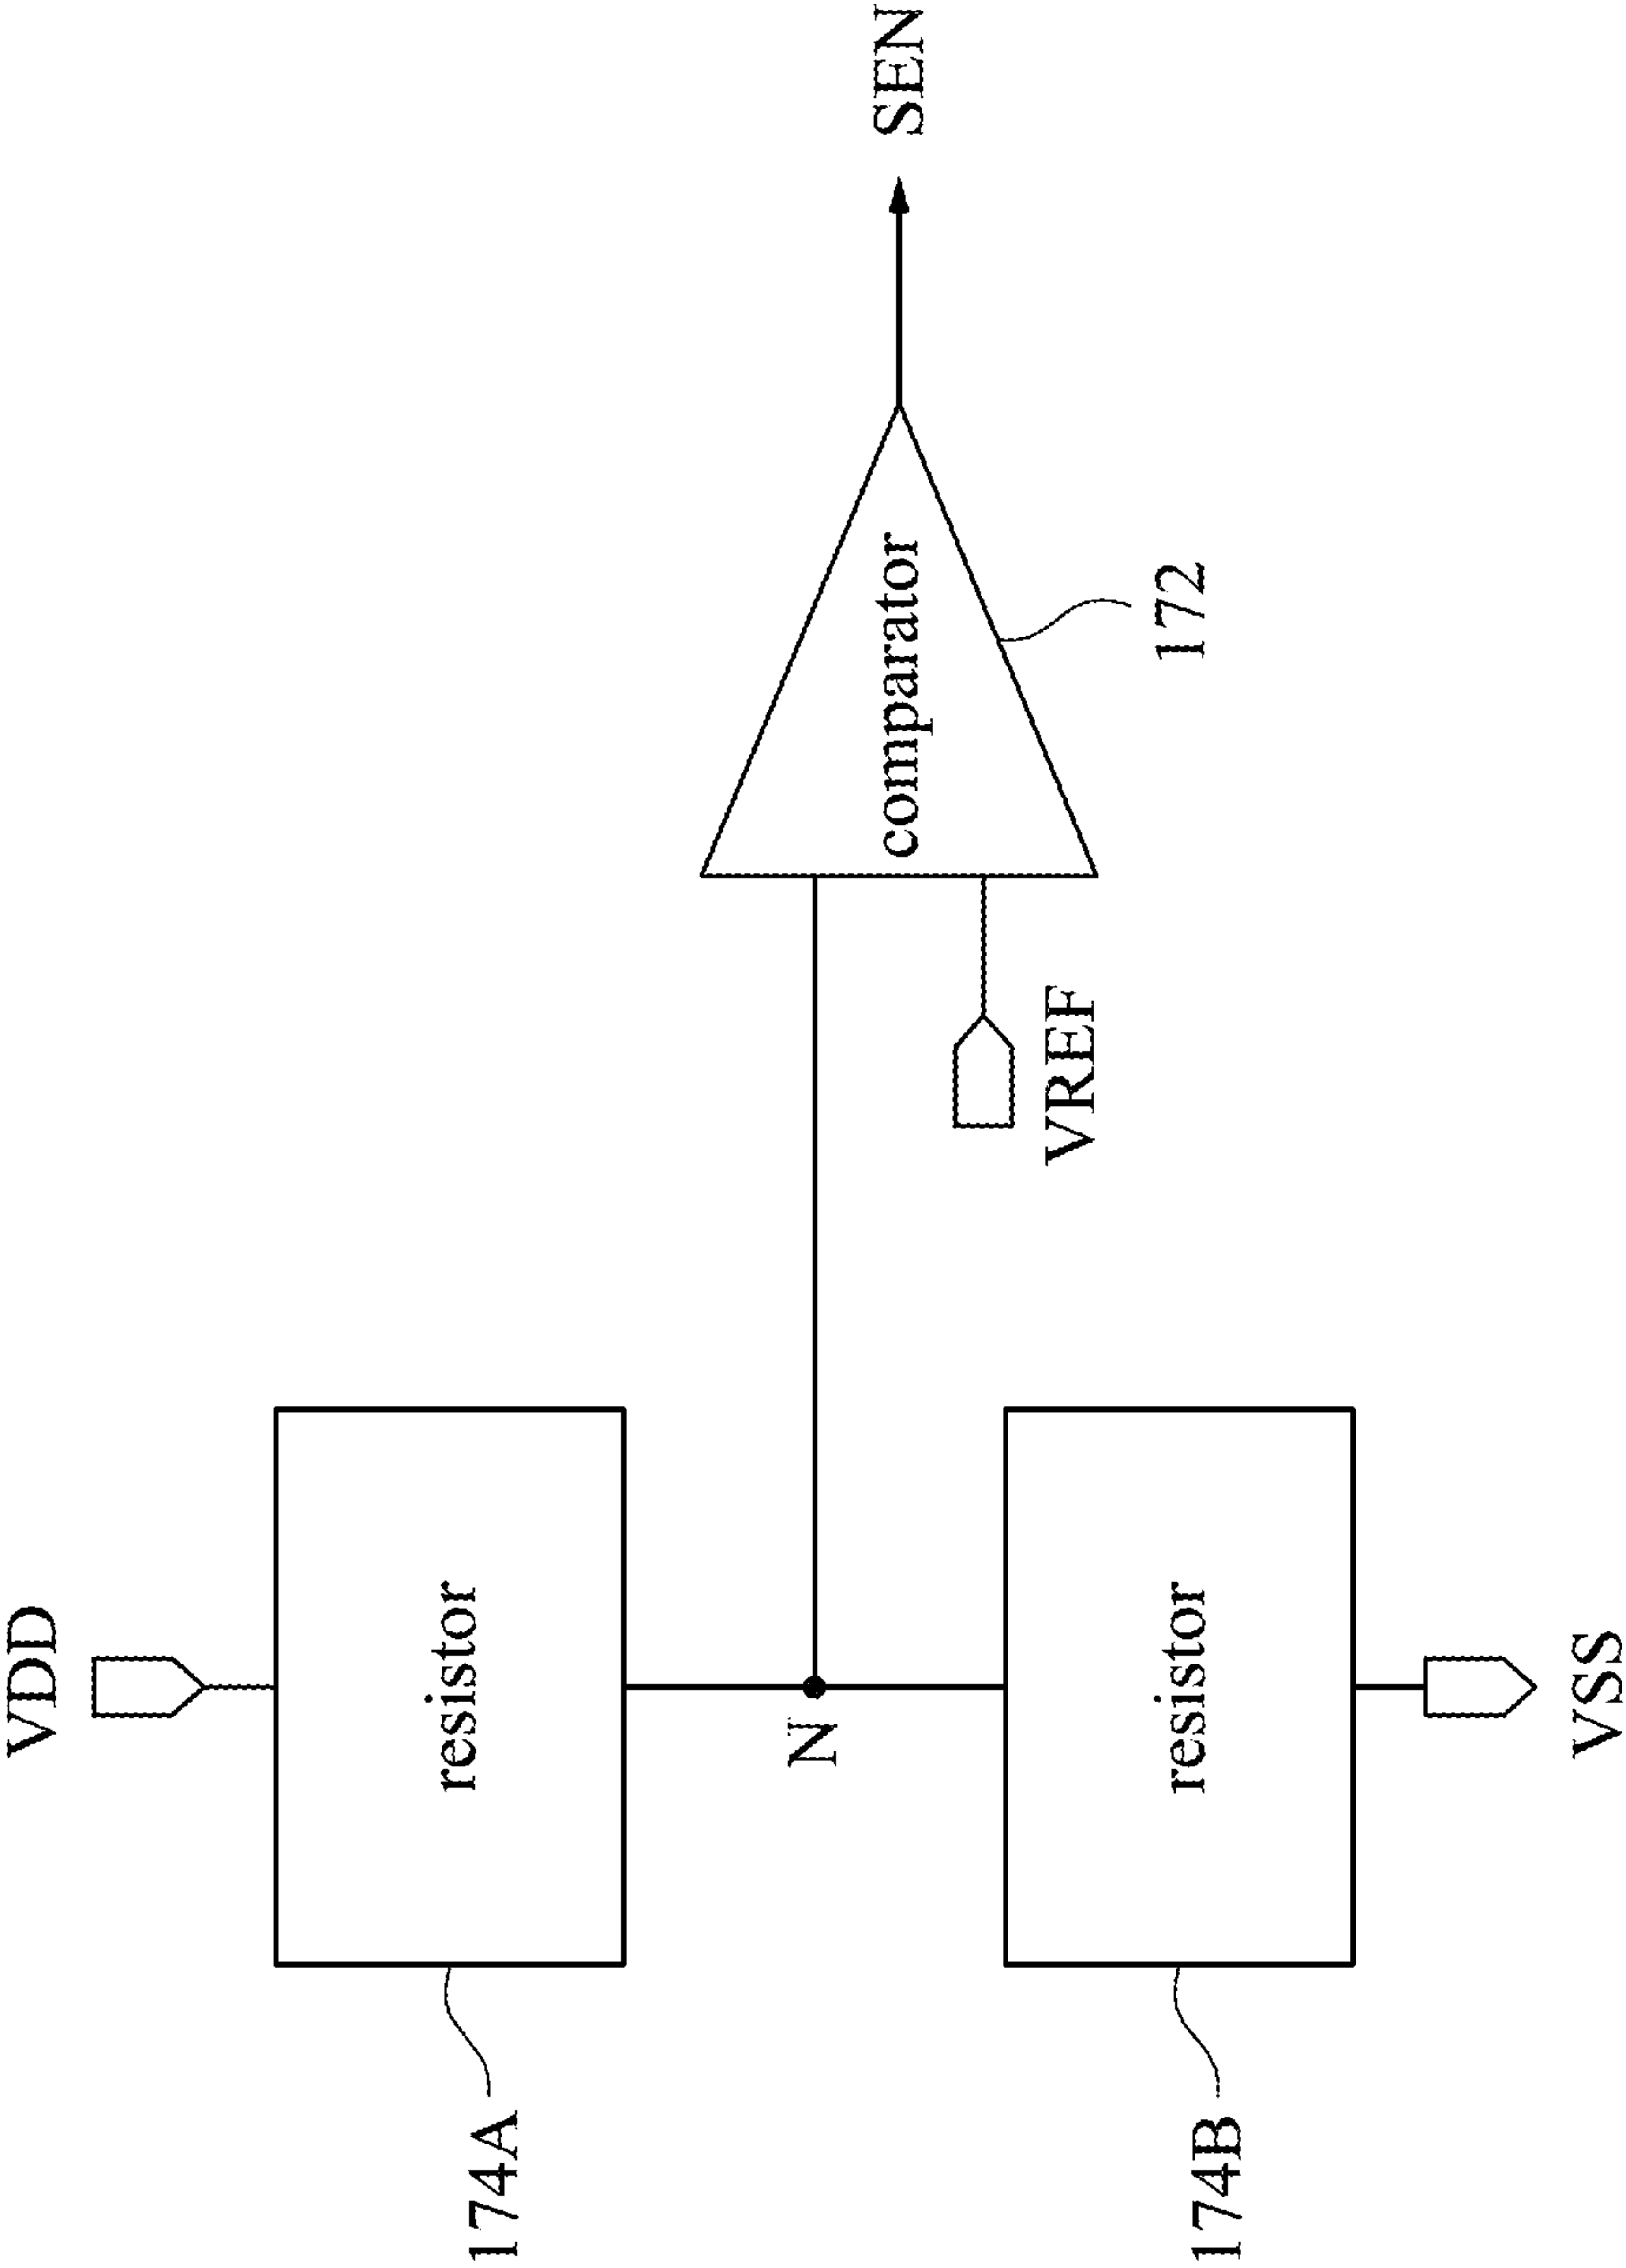 VDD
174A
resistor
N
SEN
comparator
172
VREF
174B
resistor
VSS